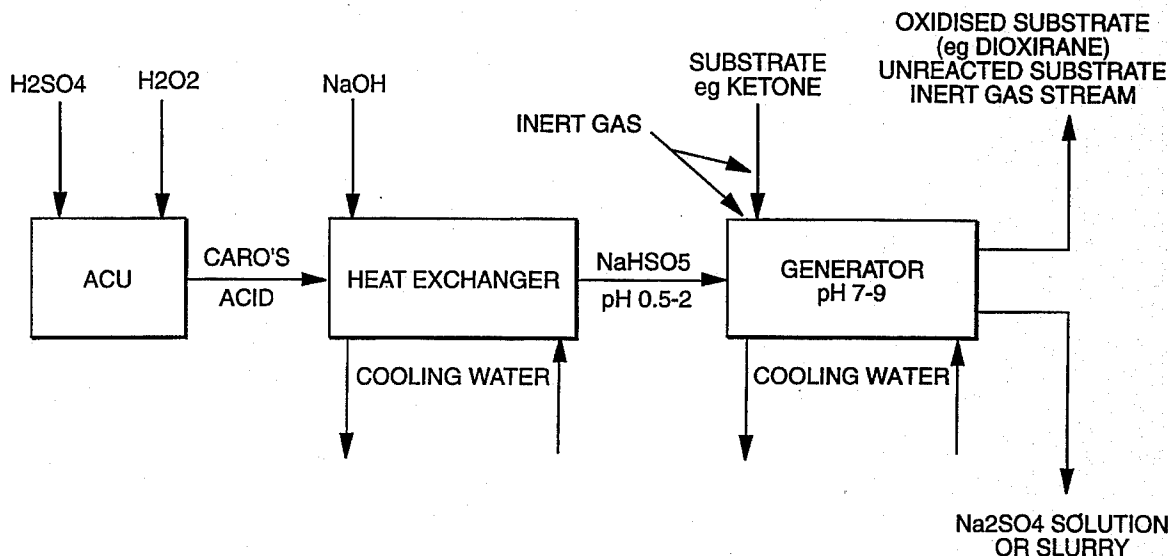 OXIDISED SUBSTRATE
(eg DIOXIRANE)
UNREACTED SUBSTRATE
INERT GAS STREAM
SUBSTRATE
eg KETONE
H2SO4
H2O2
NaOH
INERT GAS
CARO'S
ACID
ACU
HEAT EXCHANGER
NaHSO5
pH 0.5-2
GENERATOR
pH 7-9
COOLING WATER
COOLING WATER
Na2SO4 SOLUTION
OR SLURRY